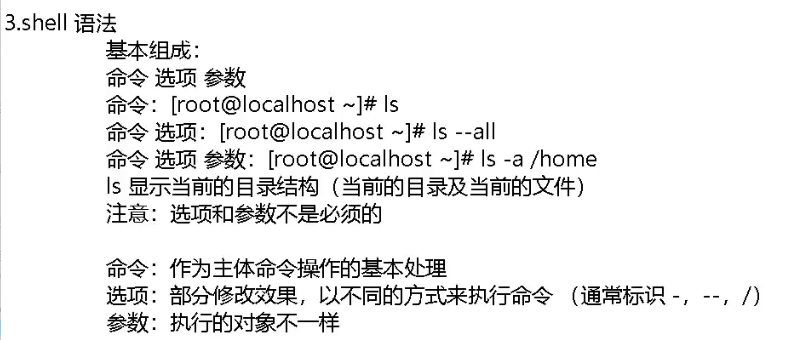 3.shell 语法
基本组成：
命令 选项 参数
命令：[root@localhost ~]# ls
命令 选项：[root@localhost ~]# ls --all
命令 选项 参数：[root@localhost ~]# ls -a /home
ls 显示当前的目录结构（当前的目录及当前的文件）
注意：选项和参数不是必须的
命令：作为主体命令操作的基本处理
选项：部分修改效果，以不同的方式来执行命令 （通常标识 -，--，/）
参数：执行的对象不一样